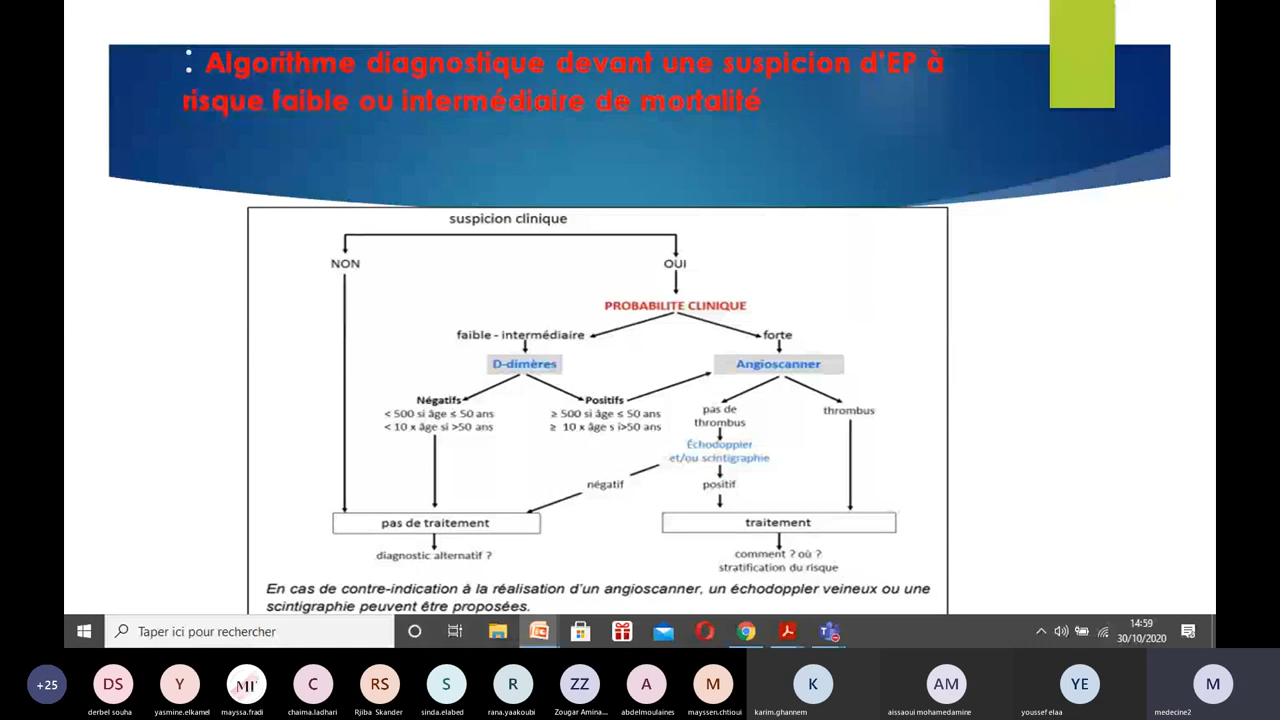 : Algorithme diagnostique devant une suspicion d'EP à
risque faible ou intermédiaire de mortalité
suspicion clinique
NON
OUI
PROBABILITE CLINIQUE
faible - intermédiaire
forte
D-dimères
Angioscanner
Négatifs
< 500 si âge ≤ 50 ans
< 10 x âge si >50 ans
Positifs
≥ 500 si âge ≤ 50 ans
≥ 10 x âge s i>50 ans
pas de
thrombus
thrombus
Échodoppler
et/ou scintigraphie
négatif
positif
pas de traitement
traitement
diagnostic alternatif ?
comment ? où ?
stratification du risque
En cas de contre-indication à la réalisation d'un angioscanner, un échodoppler veineux ou une
scintigraphie peuvent être proposées.
Taper ici pour rechercher
14:59
30/10/2020
+25
DS
Y
MF
C
RS
S
R
ZZ
A
M
K
AM
YE
M
derbel souha
yasmine.elkamel
mayssa.fradi
chaima.ladhari
Rjiba Skander
sinda.elabed
rana.yaakoubi
Zougar Amina...
abdelmoulaines
mayssen.chtioui
karim.ghannem
aissaoui mohamedamine
youssef elaa
medecine2